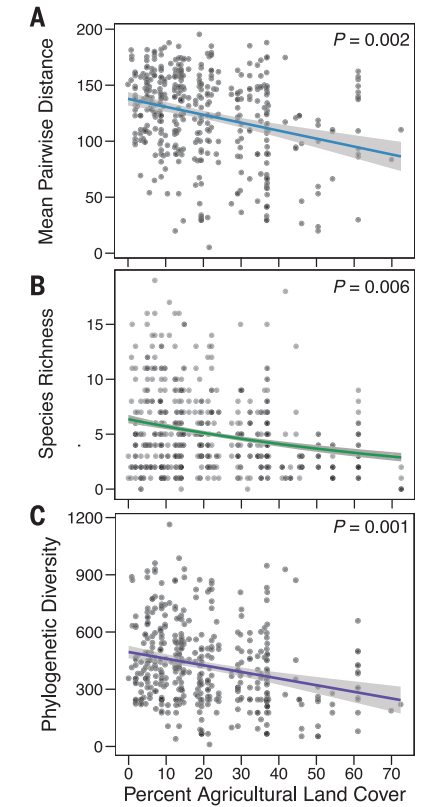 A
P = 0.002
Mean Pairwise Distance
200
150
100
50
0
B
P = 0.006
Species Richness
15
10
5
0
C
P = 0.001
Phylogenetic Diversity
1200
900
600
300
0
0 10 20 30 40 50 60 70
Percent Agricultural Land Cover